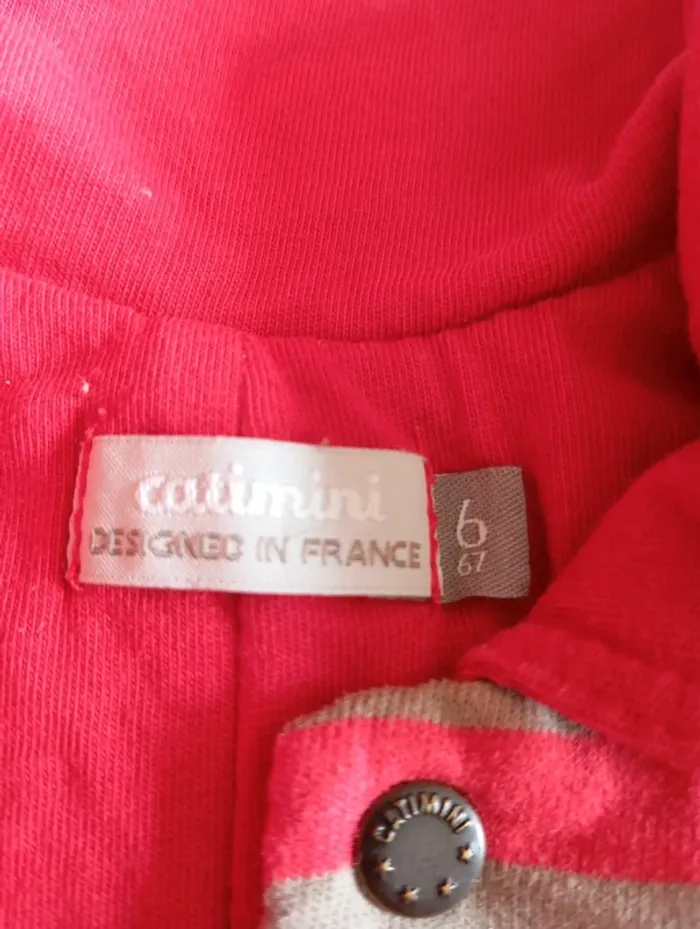 catimini
DESIGNED IN FRANCE
6
67
CATIMINI